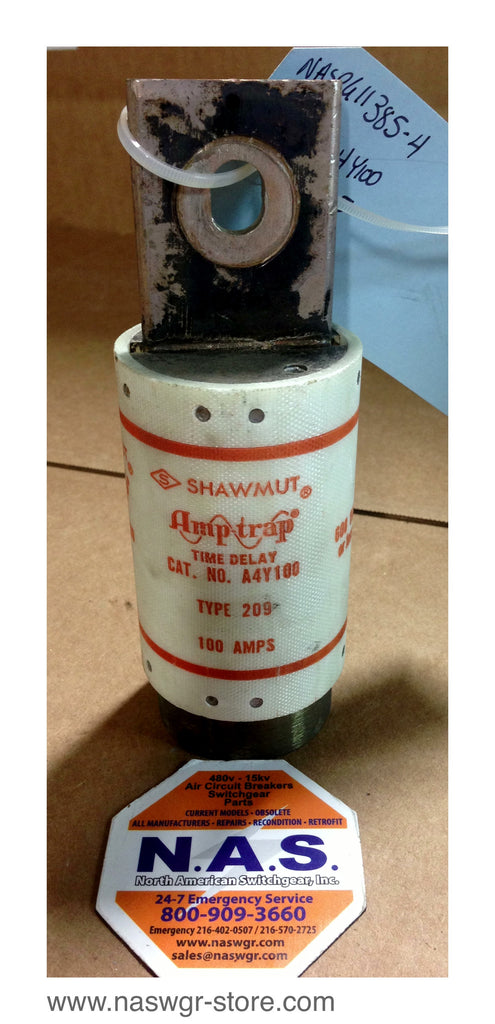 NAS061385-4
A4Y100
S SHAWMUT®
Amp-trap®
TIME DELAY
CAT. NO. A4Y100
TYPE 209
100 AMPS
600
480v - 15kv
Air Circuit Breakers
Switchgear
Parts
CURRENT MODELS - OBSOLETE
ALL MANUFACTURERS - REPAIRS - RECONDITION - RETROFIT
N.A.S.
North American Switchgear, Inc.
24-7 Emergency Service
800-909-3660
Emergency 216-402-0507 / 216-570-2725
www.naswgr.com
sales@naswgr.com
www.naswgr-store.com